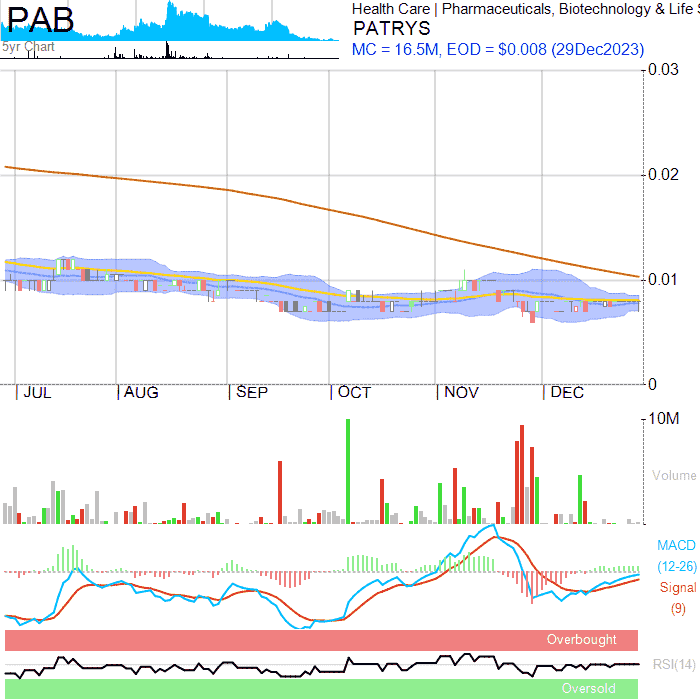 PAB
5yr Chart
Health Care | Pharmaceuticals, Biotechnology & Life S
PATRYS
MC = 16.5M, EOD = $0.008 (29Dec2023)
0.03
0.02
0.01
0
JUL AUG SEP OCT NOV DEC
10M
Volume
MACD
(12-26)
Signal
(9)
Overbought
RSI(14)
Oversold